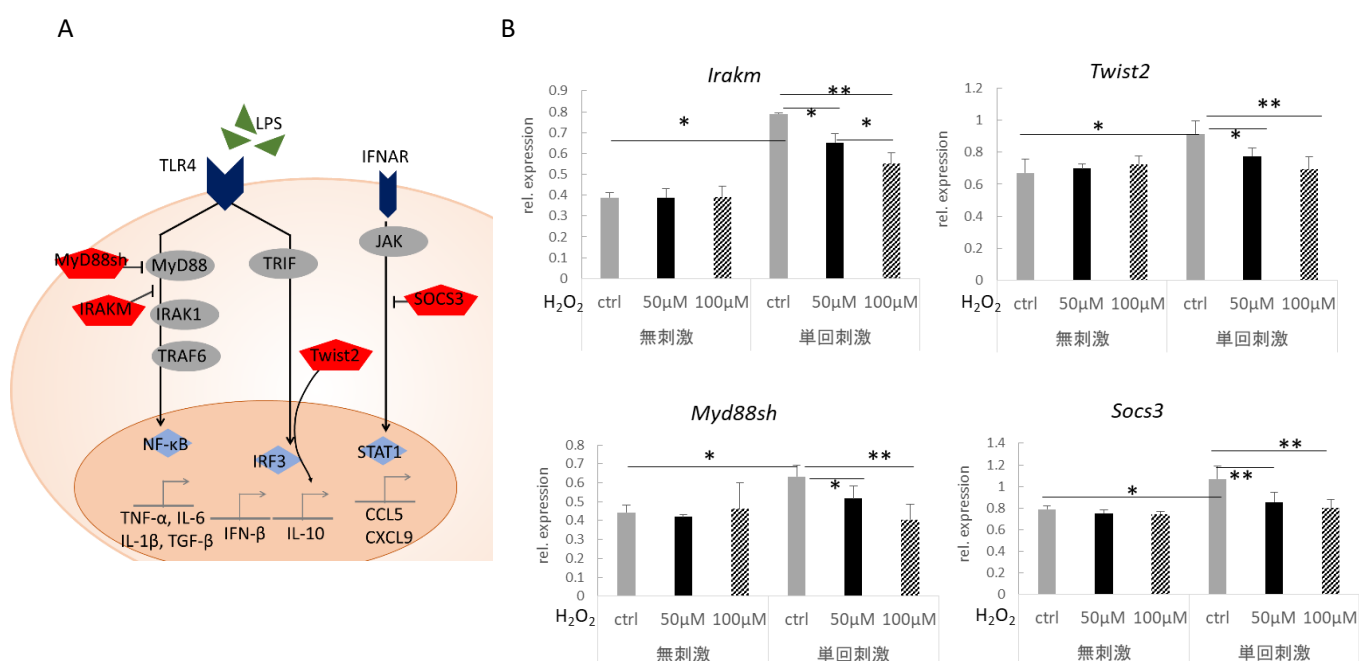 A
LPS
TLR4
IFNAR
JAK
MyD88sh
MyD88
TRIF
IRAKM
IRAK1
SOCS3
TRAF6
Twist2
NF-κB
IRF3
STAT1
TNF-α, IL-6
IL-1β, TGF-β
IFN-β
IL-10
CCL5
CXCL9
B
Irakm
rel. expression
0.9
0.8
0.7
0.6
0.5
0.4
0.3
0.2
0.1
0
*
**
*
*
H2O2
ctrl 50μM 100μM ctrl 50μM 100μM
無刺激 単回刺激
Twist2
rel. expression
1.2
1
0.8
0.6
0.4
0.2
0
*
**
*
ctrl 50μM 100μM ctrl 50μM 100μM
無刺激 単回刺激
Myd88sh
rel. expression
0.8
0.7
0.6
0.5
0.4
0.3
0.2
0.1
0
*
**
*
H2O2
ctrl 50μM 100μM ctrl 50μM 100μM
無刺激 単回刺激
Socs3
rel. expression
1.4
1.2
1
0.8
0.6
0.4
0.2
0
**
**
*
H2O2
ctrl 50μM 100μM ctrl 50μM 100μM
無刺激 単回刺激